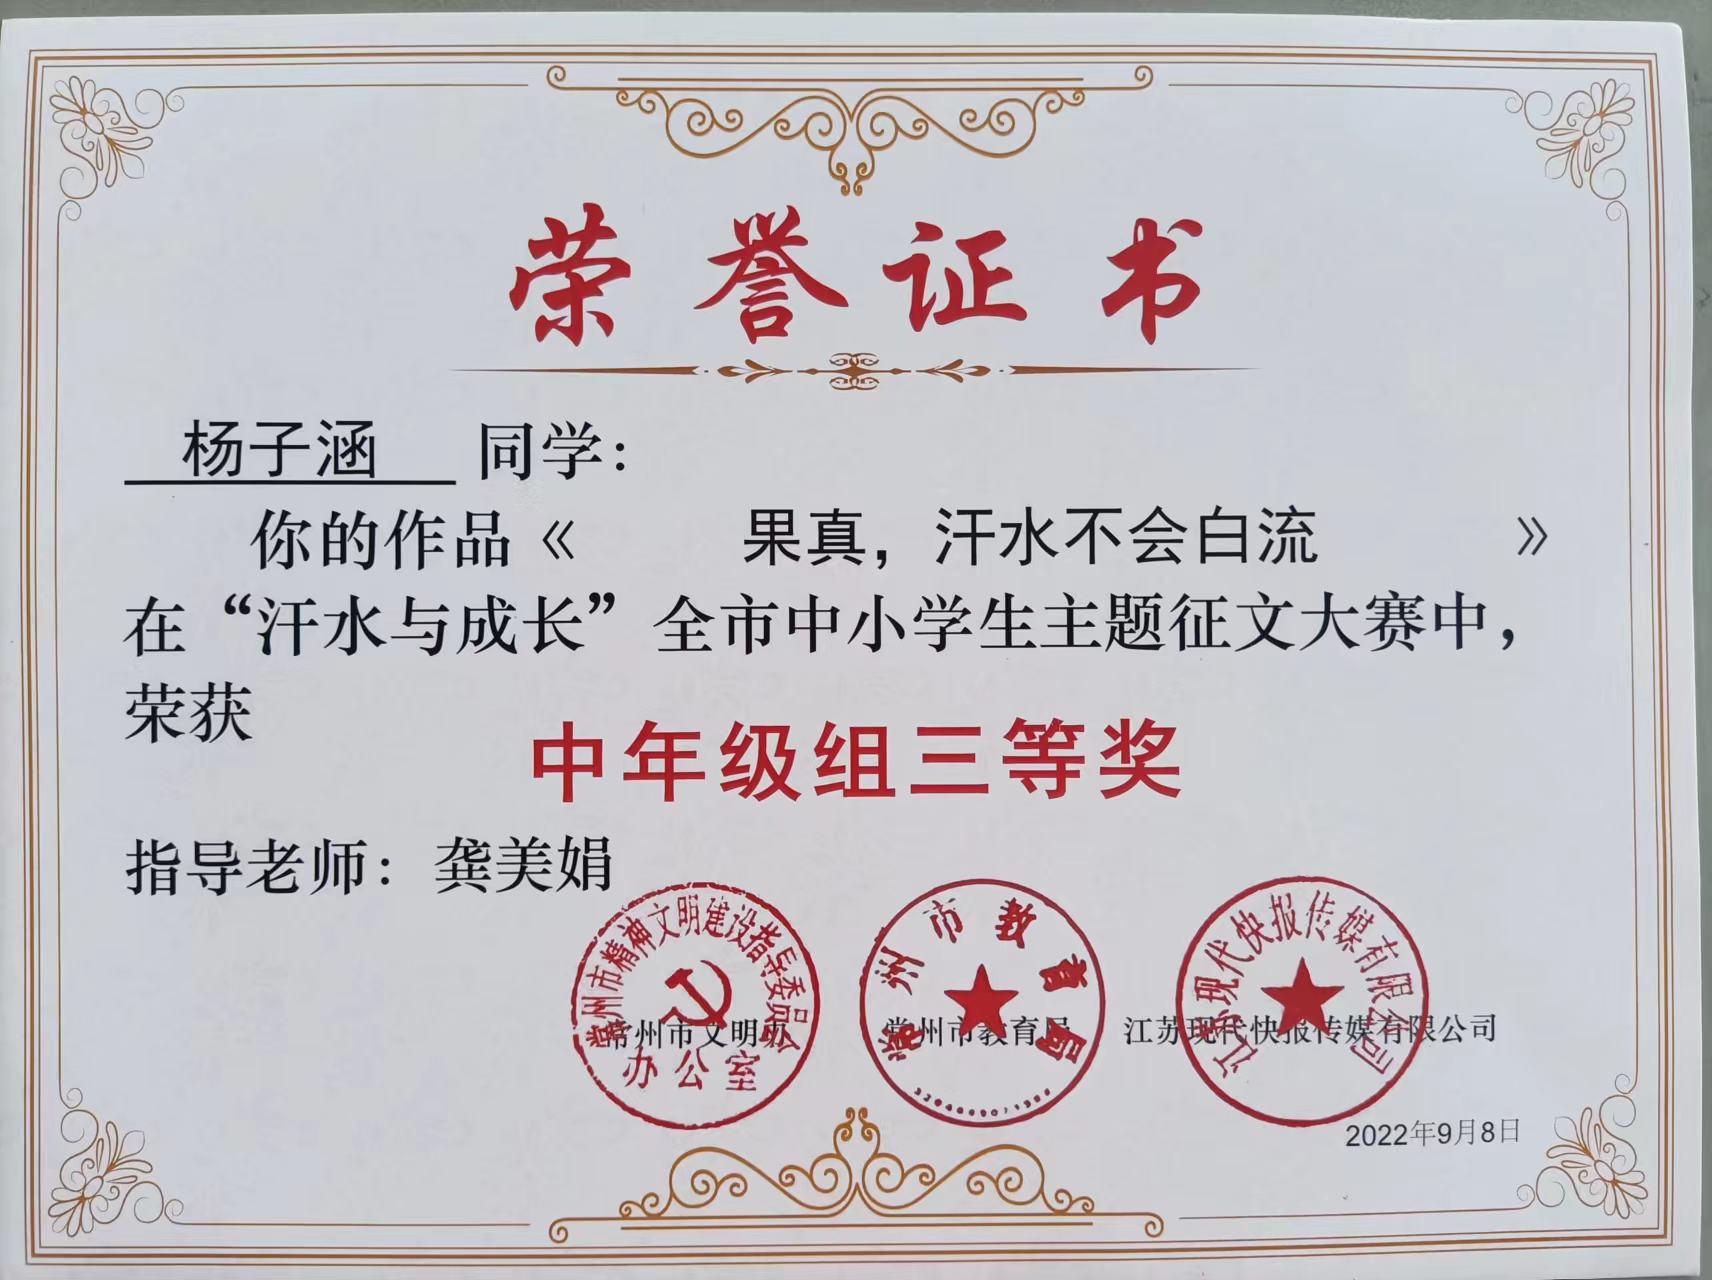 荣誉证书
杨子涵 同学：
你的作品《 果真，汗水不会白流 》
在“汗水与成长”全市中小学生主题征文大赛中，
荣获
中年级组三等奖
指导老师：龚美娟
常州市精神文明建设指导委员会
办公室
常州市教育局
江苏现代快报传媒有限公司
常州市文明办 常州市教育局 江苏现代快报传媒有限公司
2022年9月8日